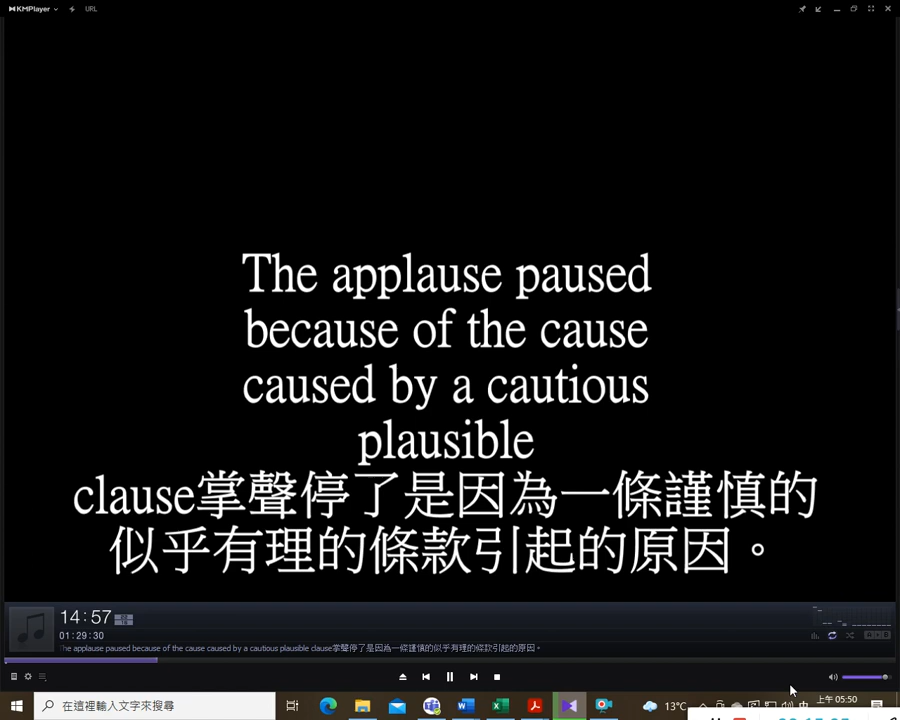 KMPlayer
URL
The applause paused
because of the cause
caused by a cautious
plausible
clause掌聲停了是因為一條謹慎的
似乎有理的條款引起的原因。
14:57
01:29:30
The applause paused because of the cause caused by a cautious plausible clause掌聲停了是因為一條謹慎的似乎有理的條款引起的原因。
在這裡輸入文字來搜尋
13°C
中
上午 05:50